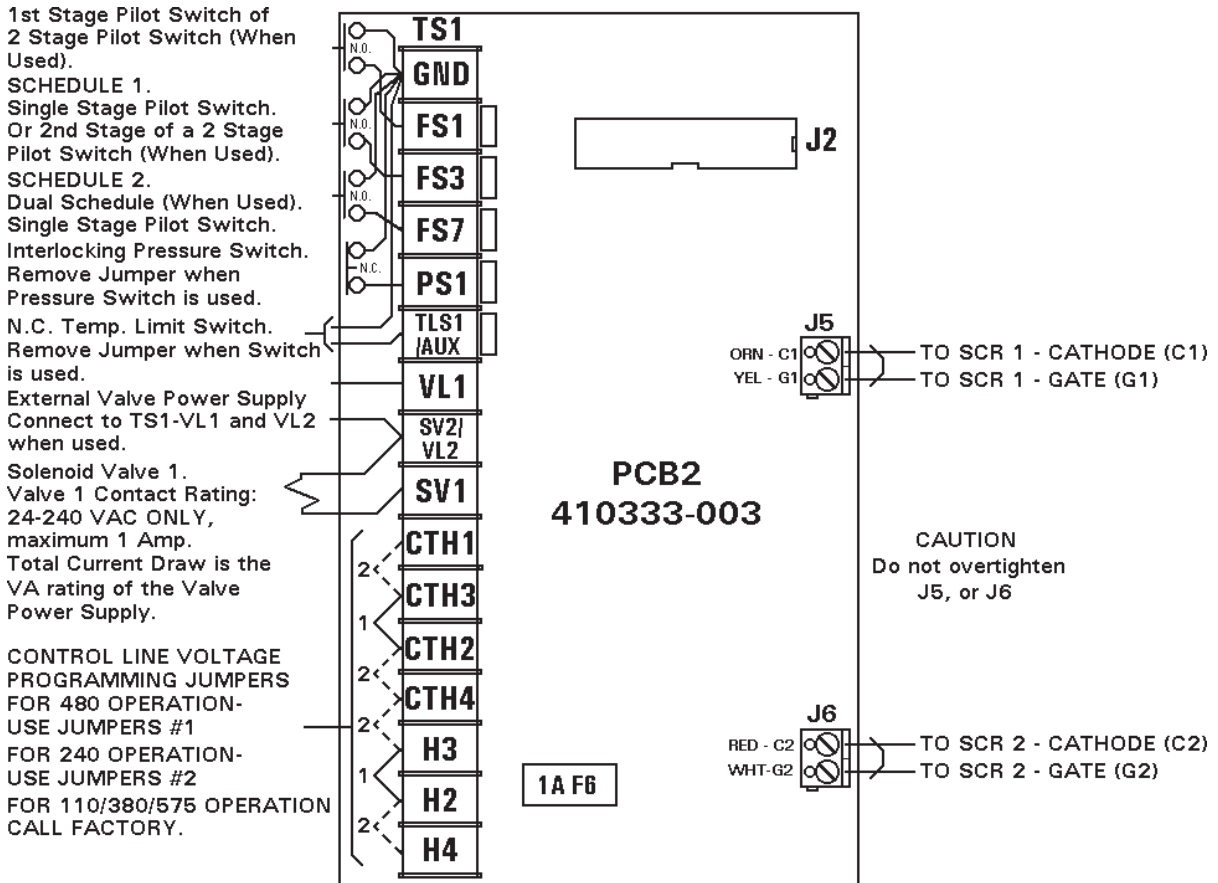 1st Stage Pilot Switch of
2 Stage Pilot Switch (When
Used).
SCHEDULE 1.
Single Stage Pilot Switch.
Or 2nd Stage of a 2 Stage
Pilot Switch (When Used).
SCHEDULE 2.
Dual Schedule (When Used).
Single Stage Pilot Switch.
Interlocking Pressure Switch.
Remove Jumper when
Pressure Switch is used.
N.C. Temp. Limit Switch.
Remove Jumper when Switch
is used.
External Valve Power Supply
Connect to TS1-VL1 and VL2
when used.
Solenoid Valve 1.
Valve 1 Contact Rating:
24-240 VAC ONLY,
maximum 1 Amp.
Total Current Draw is the
VA rating of the Valve
Power Supply.
CONTROL LINE VOLTAGE
PROGRAMMING JUMPERS
FOR 480 OPERATION-
USE JUMPERS #1
FOR 240 OPERATION-
USE JUMPERS #2
FOR 110/380/575 OPERATION
CALL FACTORY.
N.O.
N.O.
N.O.
N.C.
2
1
2
2
1
2
TS1
GND
FS1
FS3
FS7
PS1
TLS1
/AUX
VL1
SV2/
VL2
SV1
CTH1
CTH3
CTH2
CTH4
H3
H2
H4
J2
PCB2
410333-003
1A F6
J5
ORN - C1
TO SCR 1 - CATHODE (C1)
YEL - G1
TO SCR 1 - GATE (G1)
CAUTION
Do not overtighten
J5, or J6
J6
RED - C2
TO SCR 2 - CATHODE (C2)
WHT-G2
TO SCR 2 - GATE (G2)